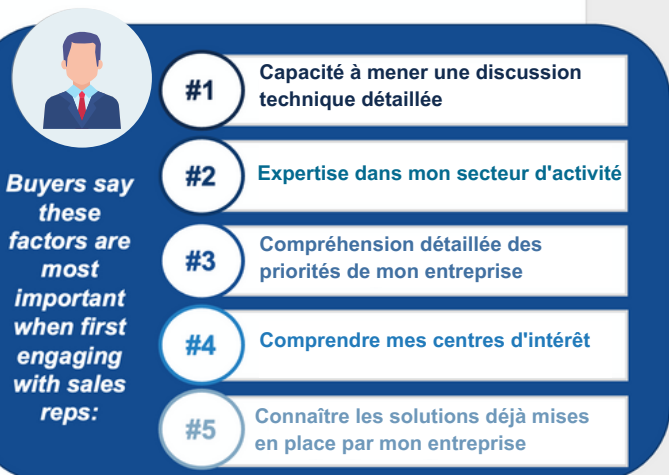 Buyers say
these
factors are
most
important
when first
engaging
with sales
reps:
#1
Capacité à mener une discussion
technique détaillée
#2
Expertise dans mon secteur d'activité
#3
Compréhension détaillée des
priorités de mon entreprise
#4
Comprendre mes centres d'intérêt
#5
Connaître les solutions déjà mises
en place par mon entreprise